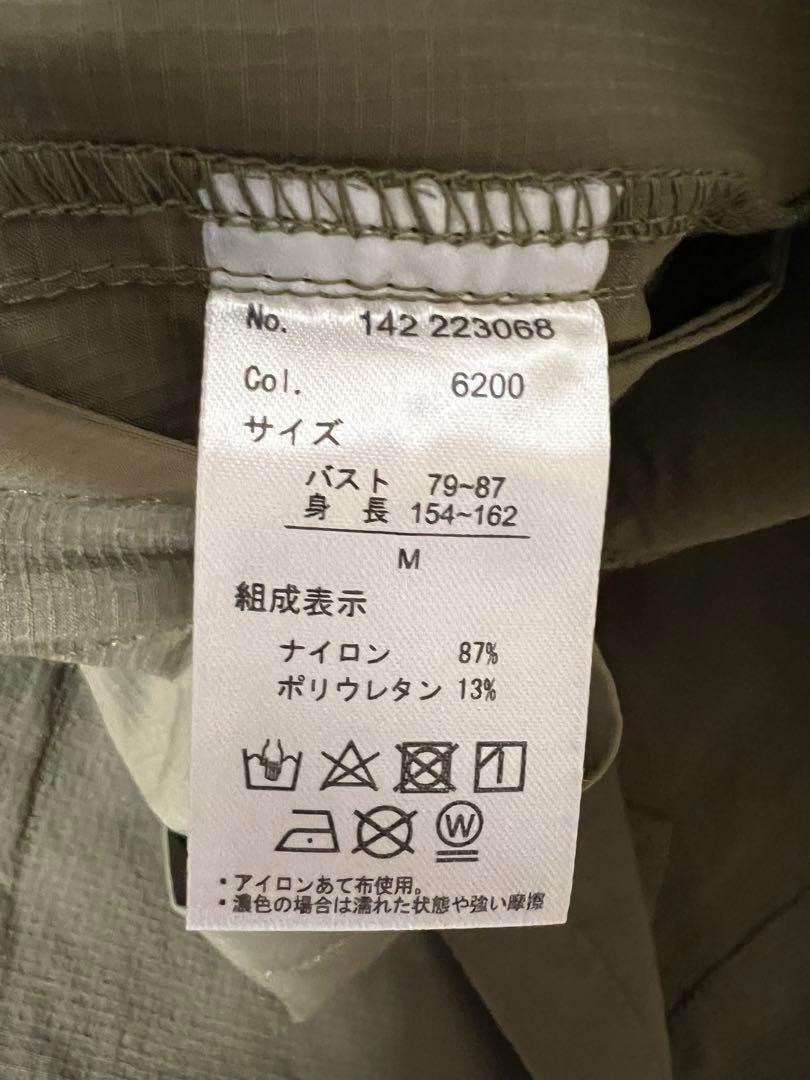 No. 142 223068
Col. 6200
サイズ
バスト 79~87
身 長 154~162
M
組成表示
ナイロン 87%
ポリウレタン 13%
W
・アイロンあて布使用。
・濃色の場合は濡れた状態や強い摩擦